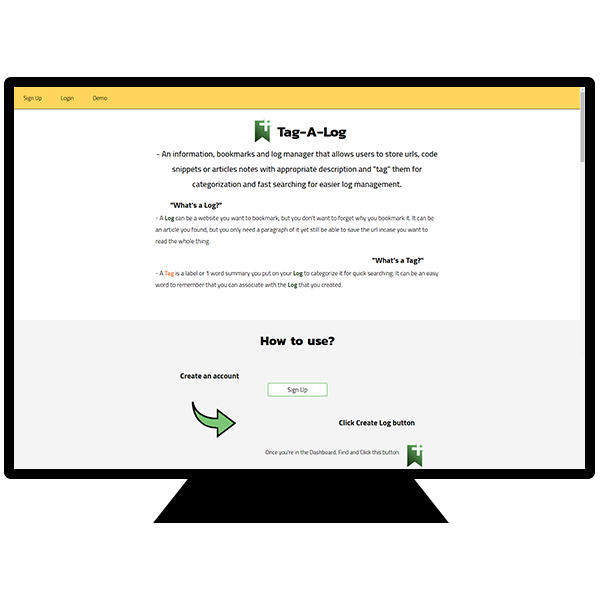 Sign Up Login Demo
Tag-A-Log
- An information, bookmarks and log manager that allows users to store urls, code
snippets or articles notes with appropriate description and "tag" them for
categorization and fast searching for easier log management.
"What's a Log?"
- A Log can be a website you want to bookmark, but you don't want to forget why you bookmark it. It can be
an article you found, but you only need a paragraph of it yet still be able to save the url incase you want to
read the whole thing.
"What's a Tag?"
- A Tag is a label or 1 word summary you put on your Log to categorize it for quick searching. It can be an easy
word to remember that you can associate with the Log that you created.
How to use?
Create an account
Sign Up
Click Create Log button
Once you're in the Dashboard, Find and Click this button: